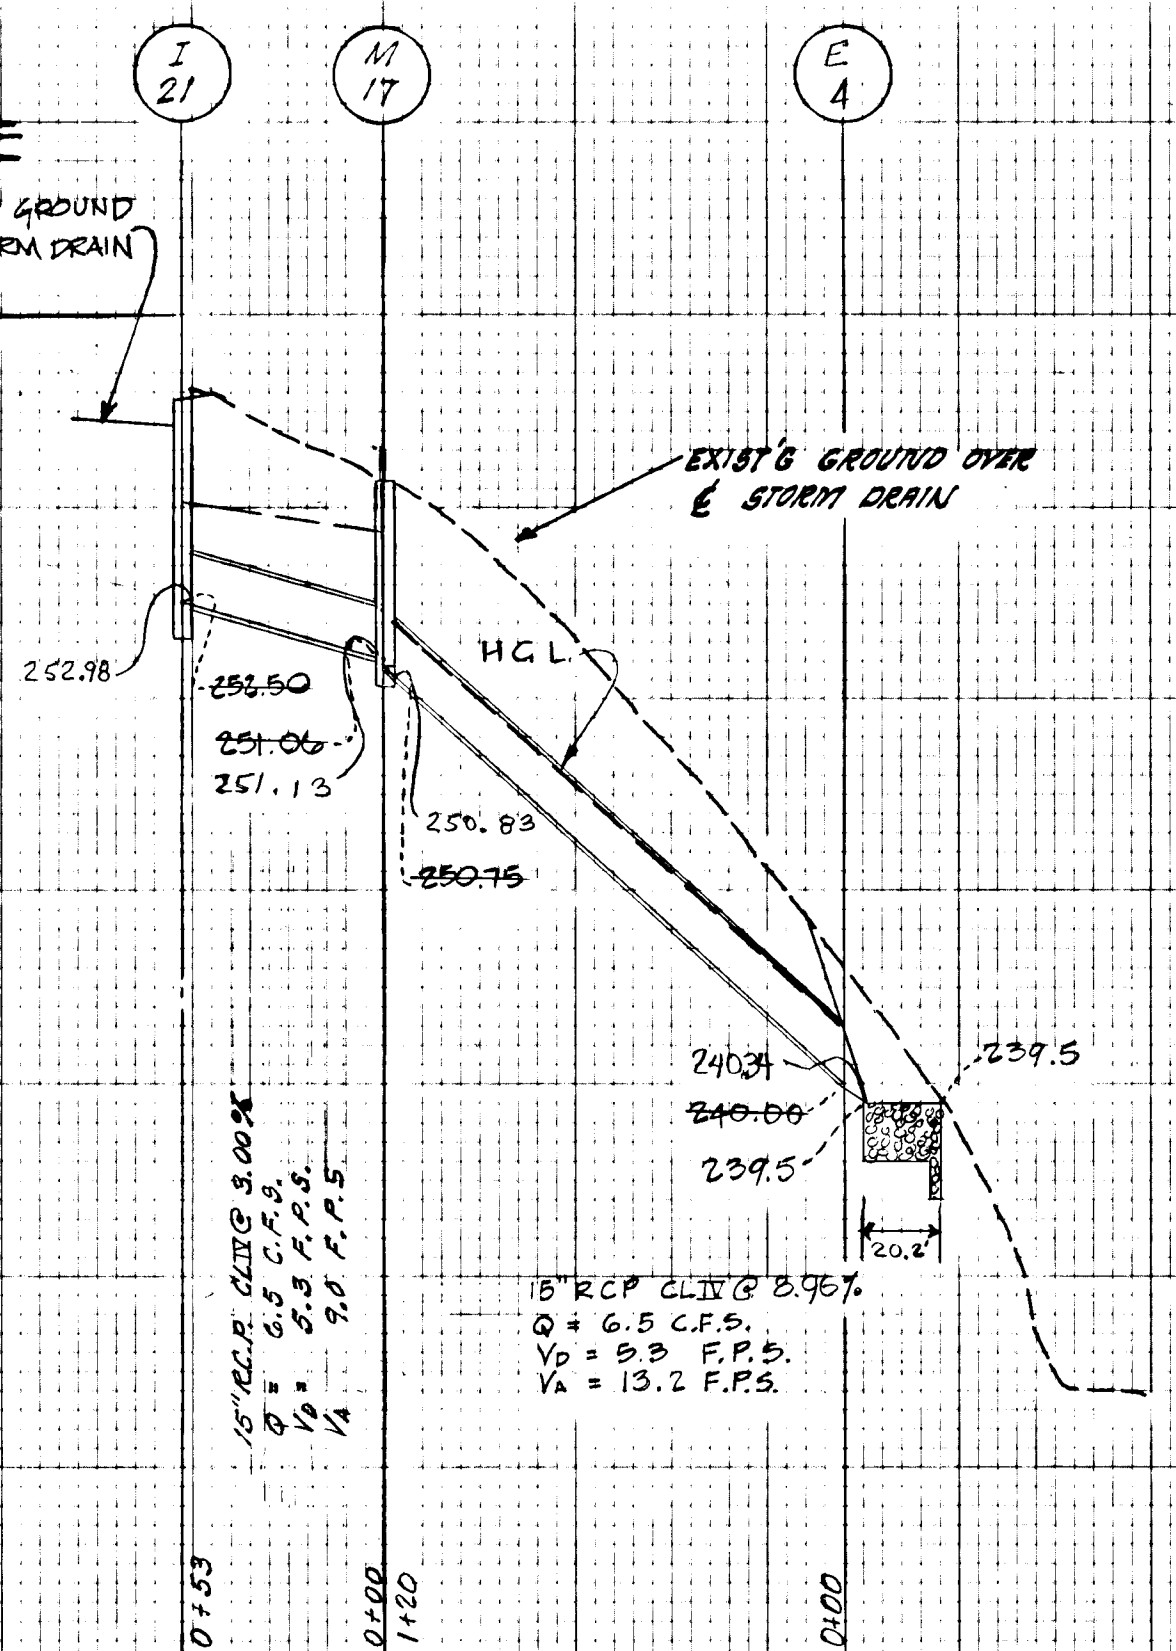 I
21
M
17
E
4
GROUND
RM DRAIN
EXIST'G GROUND OVER
℄ STORM DRAIN
HGL
252.98
252.50
251.06
251.13
250.83
250.75
240.34
240.00
239.5
239.5
20.2'
15" R.C.P. CL IV @ 3.00%
Q = 6.5 C.F.S.
VD = 5.3 F.P.S.
VA 9.0 F.P.S
15" RCP CL IV @ 8.96%
Q = 6.5 C.F.S.
VD = 5.3 F.P.S.
VA = 13.2 F.P.S.
0+53
0+00
1+20
0+00